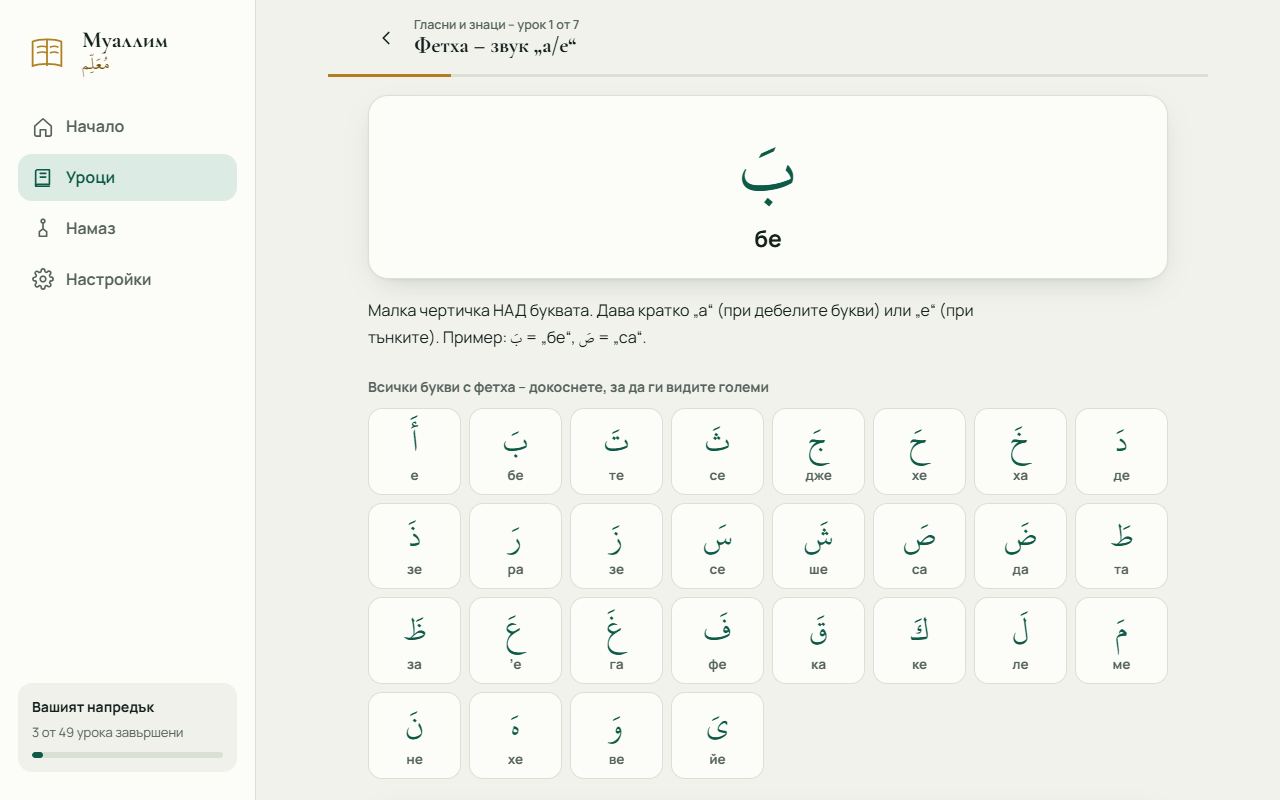 Муаллим
مُعَلِّم
Начало
Уроци
Намаз
Настройки
Вашият напредък
3 от 49 урока завършени
Гласни и знаци – урок 1 от 7
Фетха – звук „а/е“
بَ
бе
Малка чертичка НАД буквата. Дава кратко „а“ (при дебелите букви) или „е“ (при
тънките). Пример: بَ = „бе“, صَ = „са“.
Всички букви с фетха – докоснете, за да ги видите големи
أَ بَ تَ ثَ جَ حَ خَ دَ
е бе те се дже хе ха де
ذَ رَ زَ سَ شَ صَ ضَ طَ
зе ра зе се ше са да та
ظَ عَ غَ فَ قَ كَ لَ مَ
за ’е га фе ка ке ле ме
نَ هَ وَ ىَ
не хе ве йе